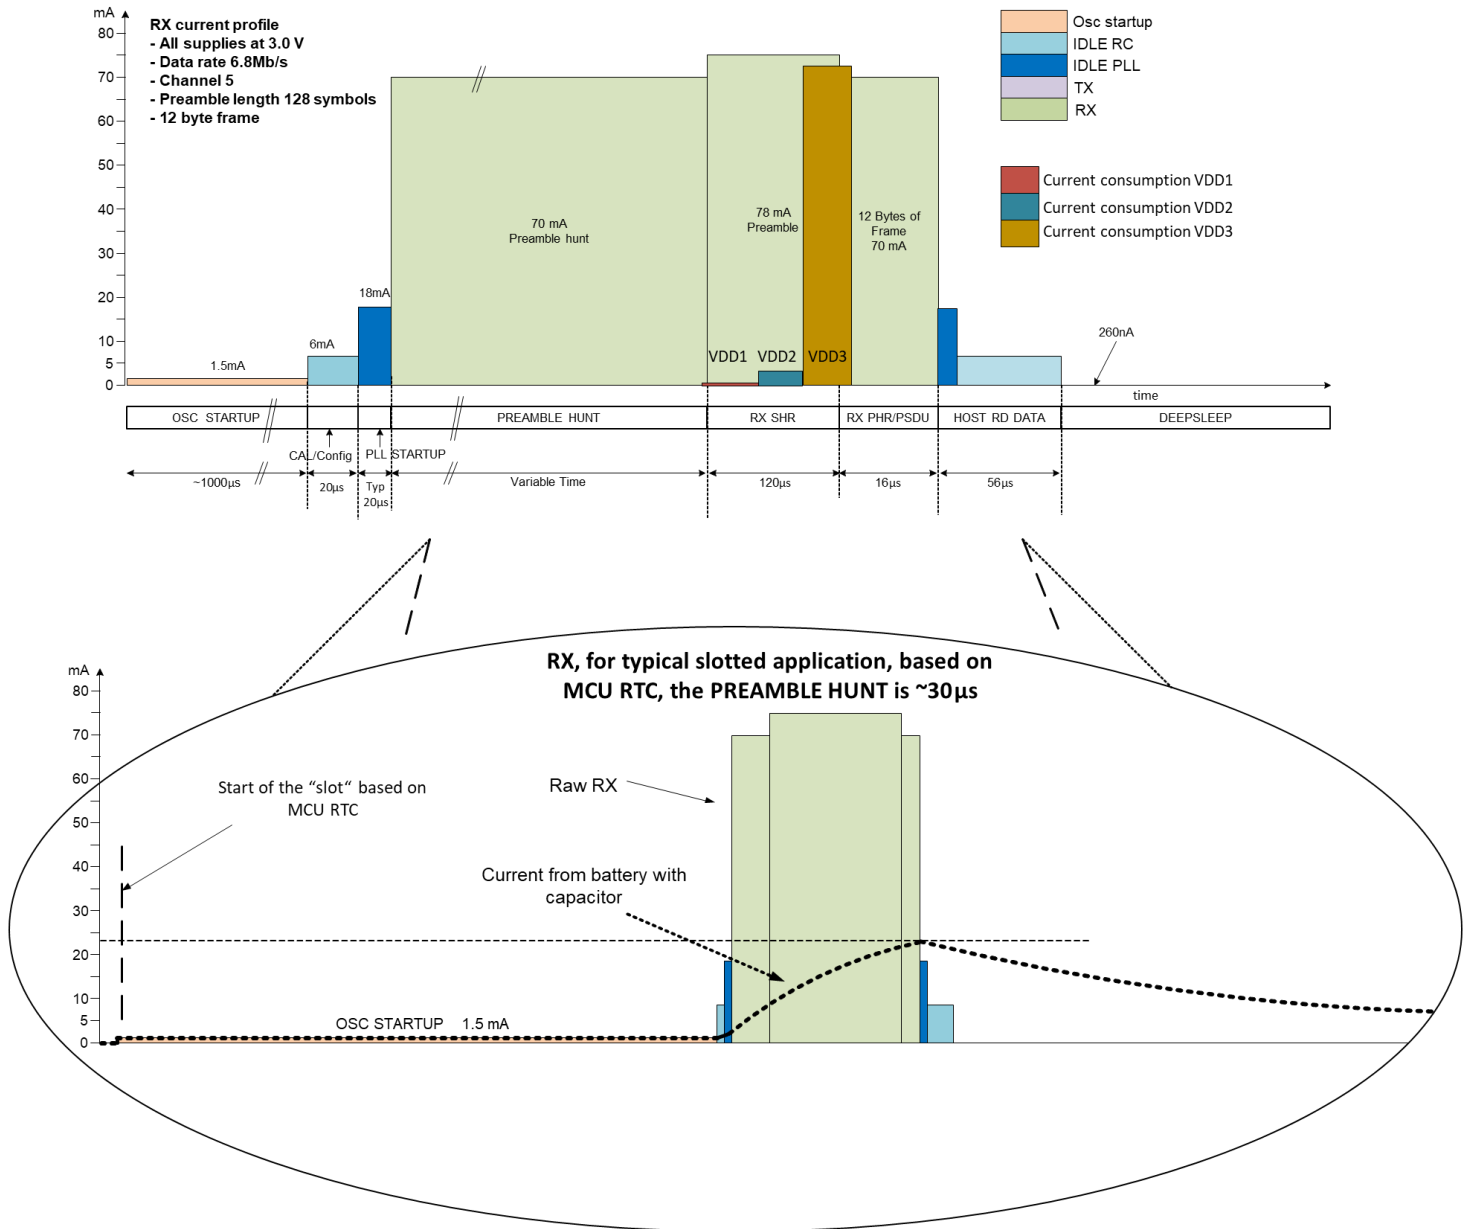 mA
80
70
60
50
40
30
20
10
5
0
RX current profile
- All supplies at 3.0 V
- Data rate 6.8Mb/s
- Channel 5
- Preamble length 128 symbols
- 12 byte frame
Osc startup
IDLE RC
IDLE PLL
TX
RX
Current consumption VDD1
Current consumption VDD2
Current consumption VDD3
1.5mA
6mA
18mA
70 mA
Preamble hunt
78 mA
Preamble
12 Bytes of
Frame
70 mA
VDD1
VDD2
VDD3
260nA
time
OSC STARTUP
PREAMBLE HUNT
RX SHR
RX PHR/PSDU
HOST RD DATA
DEEPSLEEP
CAL/Config
PLL STARTUP
~1000µs
20µs
Typ
20µs
Variable Time
120µs
16µs
56µs
RX, for typical slotted application, based on
MCU RTC, the PREAMBLE HUNT is ~30µs
mA
80
70
60
50
40
30
20
10
5
0
Start of the “slot“ based on
MCU RTC
Raw RX
Current from battery with
capacitor
OSC STARTUP 1.5 mA